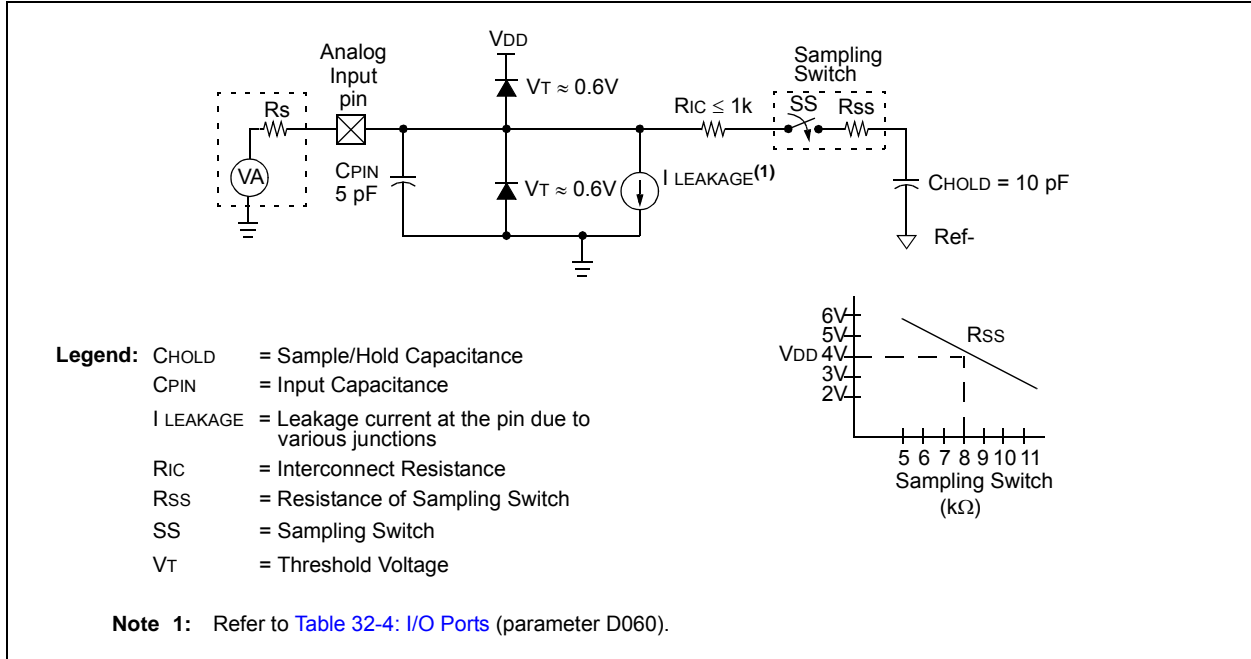 VDD
Analog
Input
pin
Sampling
Switch
VT ≈ 0.6V
RIC ≤ 1k
SS
Rss
Rs
VA
CPIN
5 pF
VT ≈ 0.6V
I LEAKAGE(1)
CHOLD = 10 pF
Ref-
6V
5V
VDD 4V
3V
2V
RSS
5 6 7 8 9 10 11
Sampling Switch
(kΩ)
Legend: CHOLD = Sample/Hold Capacitance
CPIN = Input Capacitance
I LEAKAGE = Leakage current at the pin due to
various junctions
RIC = Interconnect Resistance
RSS = Resistance of Sampling Switch
SS = Sampling Switch
VT = Threshold Voltage
Note 1: Refer to Table 32-4: I/O Ports (parameter D060).